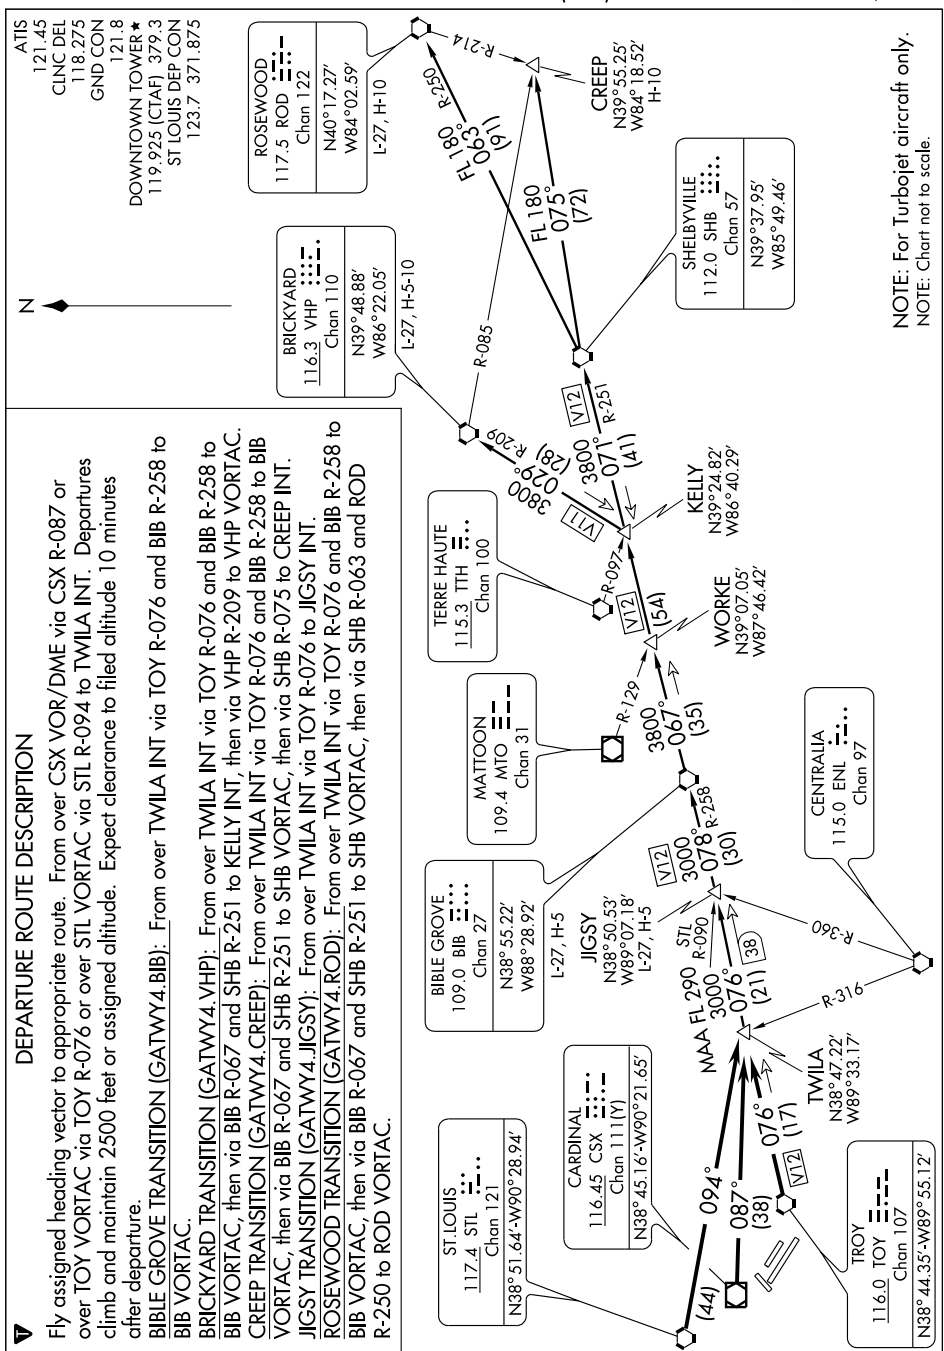 DEPARTURE ROUTE DESCRIPTION
Fly assigned heading vector to appropriate route. From over CSX VOR/DME via CSX R-087 or
over TOY VORTAC via TOY R-076 or over STL VORTAC via STL R-094 to TWILA INT. Departures
climb and maintain 2500 feet or assigned altitude. Expect clearance to filed altitude 10 minutes
after departure.
BIBLE GROVE TRANSITION (GATWY4.BIB): From over TWILA INT via TOY R-076 and BIB R-258 to
BIB VORTAC.
BRICKYARD TRANSITION (GATWY4.VHP): From over TWILA INT via TOY R-076 and BIB R-258 to
BIB VORTAC, then via BIB R-067 and SHB R-251 to KELLY INT, then via VHP R-209 to VHP VORTAC.
CREEP TRANSITION (GATWY4.CREEP): From over TWILA INT via TOY R-076 and BIB R-258 to BIB
VORTAC, then via BIB R-067 and SHB R-251 to SHB VORTAC, then via SHB R-075 to CREEP INT.
JIGSY TRANSITION (GATWY4.JIGSY): From over TWILA INT via TOY R-076 to JIGSY INT.
ROSEWOOD TRANSITION (GATWY4.ROD): From over TWILA INT via TOY R-076 and BIB R-258 to
BIB VORTAC, then via BIB R-067 and SHB R-251 to SHB VORTAC, then via SHB R-063 and ROD
R-250 to ROD VORTAC.
N
ATIS
121.45
CLNC DEL
118.275
GND CON
121.8
DOWNTOWN TOWER★
119.925 (CTAF) 379.3
ST LOUIS DEP CON
123.7 371.875
ROSEWOOD
117.5 ROD
Chan 122
N40°17.27'
W84°02.59'
L-27, H-10
BRICKYARD
116.3 VHP
Chan 110
N39°48.88'
W86°22.05'
L-27, H-5-10
R-214
R-250
FL 180
063°
(91)
CREEP
N39°55.25'
W84°18.52'
H-10
R-085
FL 180
075°
(72)
SHELBYVILLE
112.0 SHB
Chan 57
N39°37.95'
W85°49.46'
R-209
3800
029°
(28)
V11
V12
R-251
3800
071°
(41)
KELLY
N39°24.82'
W86°40.29'
TERRE HAUTE
115.3 TTH
Chan 100
R-097
V12
(54)
WORKE
N39°07.05'
W87°46.42'
MATTOON
109.4 MTO
Chan 31
R-129
3800
067°
(35)
BIBLE GROVE
109.0 BIB
Chan 27
N38°55.22'
W88°28.92'
L-27, H-5
R-258
V12
3000
078°
(30)
JIGSY
N38°50.53'
W89°07.18'
L-27, H-5
CENTRALIA
115.0 ENL
Chan 97
R-360
R-316
STL
R-090
MAA FL 290
3000
076°
(21)
38
TWILA
N38°47.22'
W89°33.17'
CARDINAL
116.45 CSX
Chan 111(Y)
N38°45.16'-W90°21.65'
ST.LOUIS
117.4 STL
Chan 121
N38°51.64'-W90°28.94'
094°
(44)
087°
(38)
076°
(17)
V12
TROY
116.0 TOY
Chan 107
N38°44.35'-W89°55.12'
NOTE: For Turbojet aircraft only.
NOTE: Chart not to scale.